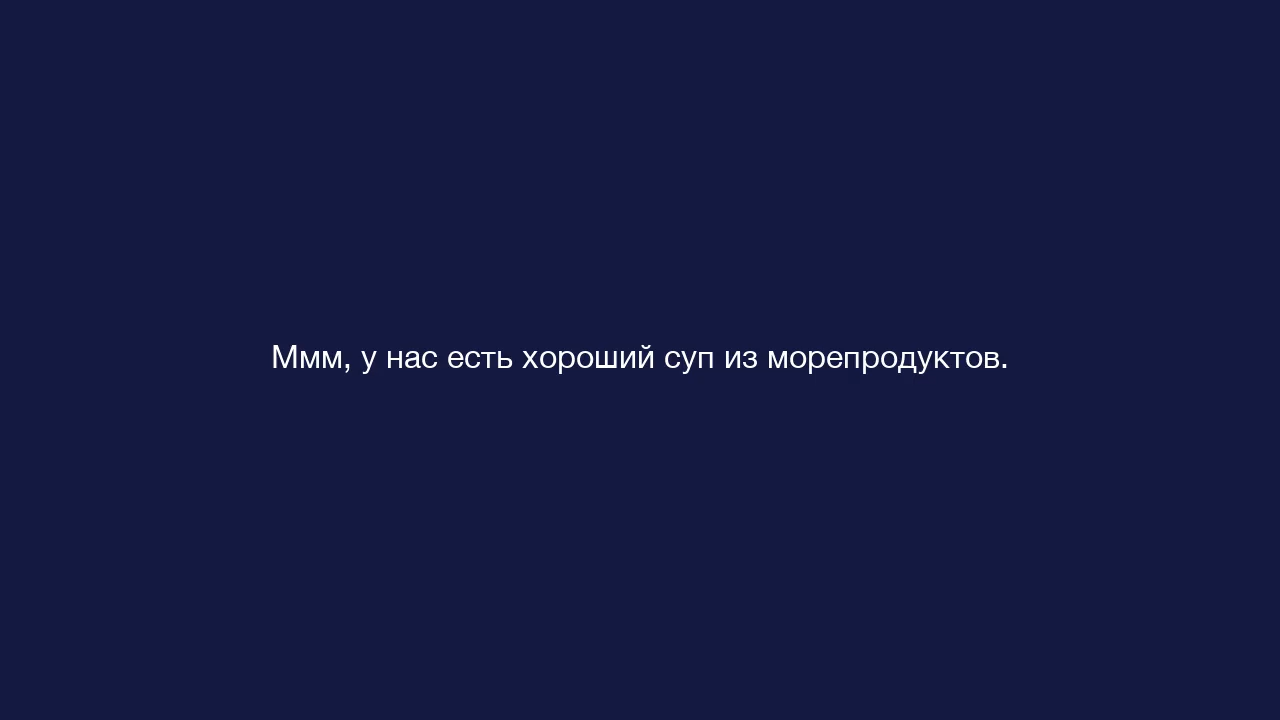 Ммм, у нас есть хороший суп из морепродуктов.